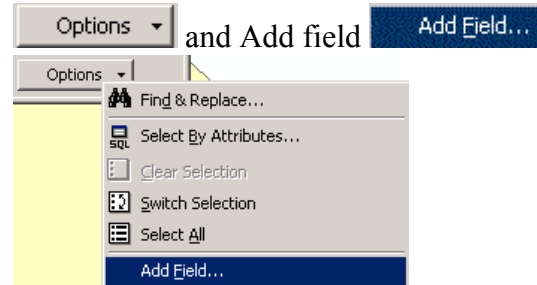 Options and Add field Add Field...
Options
Find & Replace...
SQL Select By Attributes...
Clear Selection
Switch Selection
Select All
Add Field...